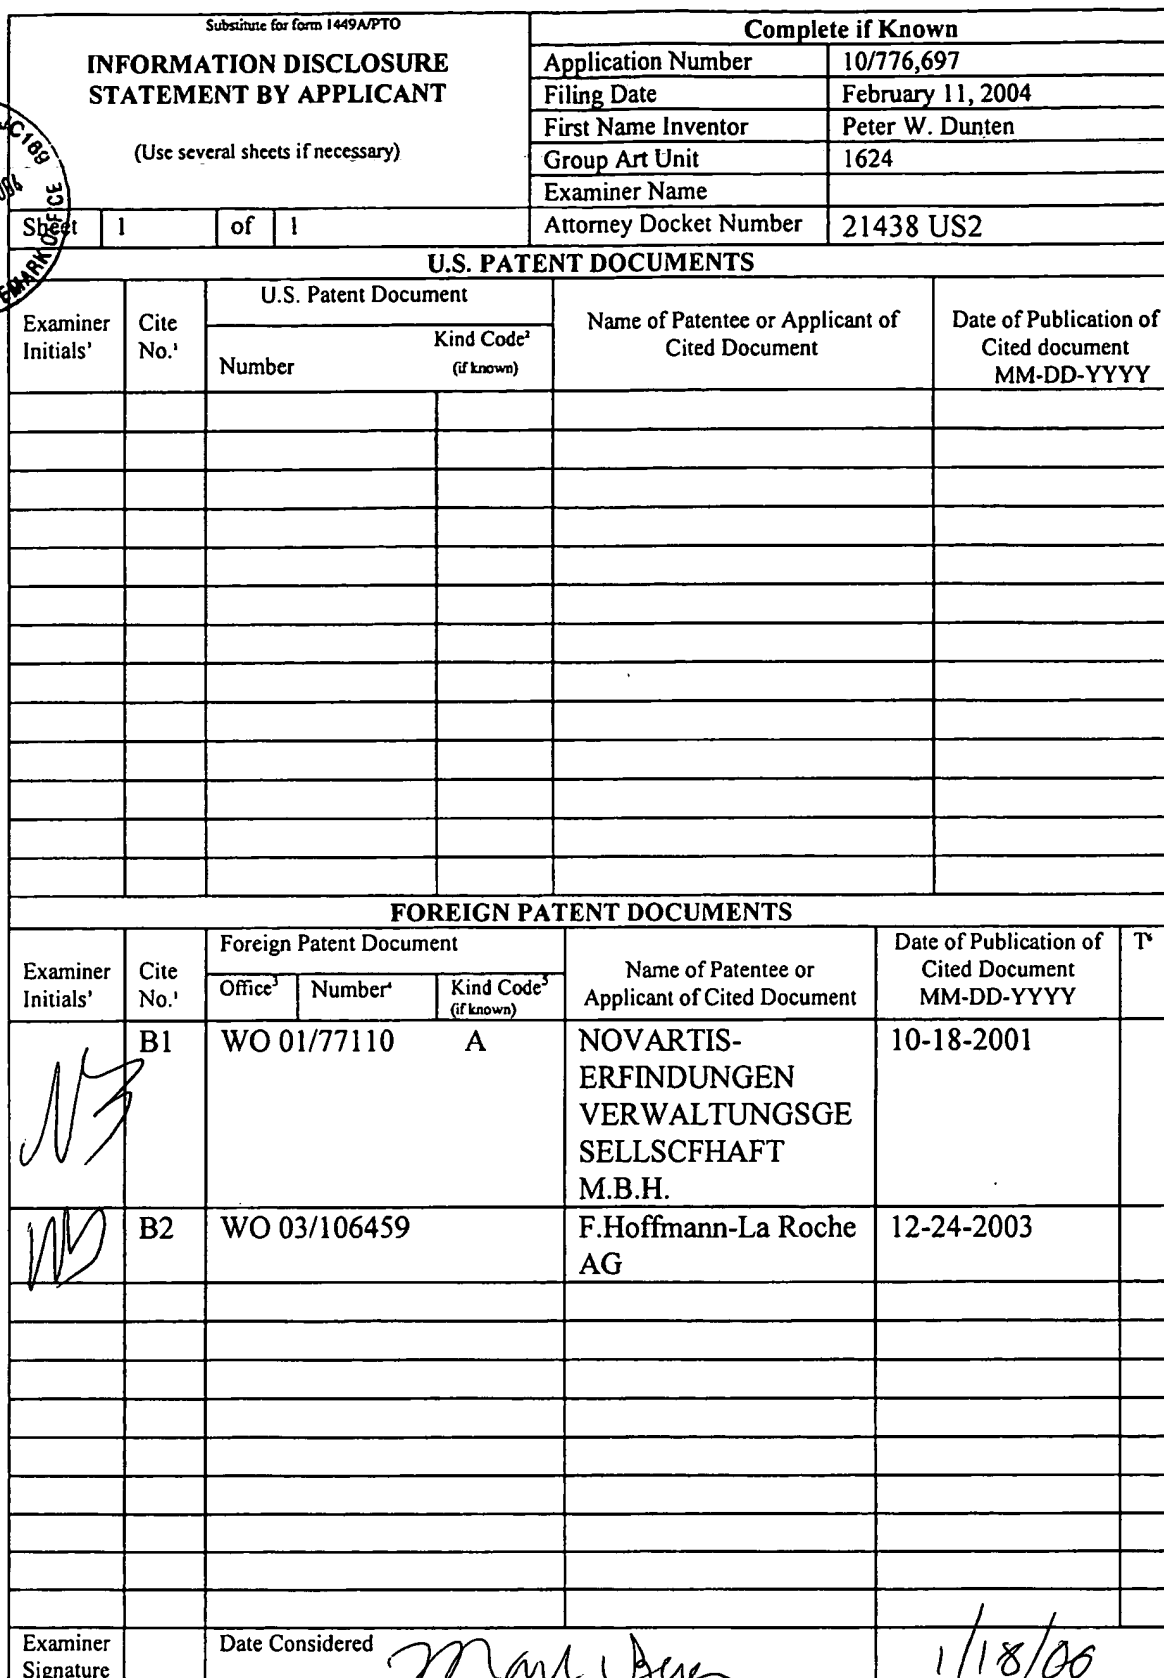 Substitute for form 1449A/PTO
INFORMATION DISCLOSURE
STATEMENT BY APPLICANT
(Use several sheets if necessary)
Sheet 1 of 1
Complete if Known
Application Number 10/776,697
Filing Date February 11, 2004
First Name Inventor Peter W. Dunten
Group Art Unit 1624
Examiner Name
Attorney Docket Number 21438 US2
U.S. PATENT DOCUMENTS
Examiner
Initials'
Cite
No.¹
U.S. Patent Document
Number
Kind Code²
(if known)
Name of Patentee or Applicant of
Cited Document
Date of Publication of
Cited document
MM-DD-YYYY
FOREIGN PATENT DOCUMENTS
Examiner
Initials'
Cite
No.¹
Foreign Patent Document
Office³ Number⁴ Kind Code⁵
(if known)
Name of Patentee or
Applicant of Cited Document
Date of Publication of
Cited Document
MM-DD-YYYY
T⁶
B1 WO 01/77110 A NOVARTIS- 10-18-2001
ERFINDUNGEN
VERWALTUNGSGE
SELLSCFHAFT
M.B.H.
B2 WO 03/106459 F.Hoffmann-La Roche 12-24-2003
AG
Examiner
Signature
Date Considered